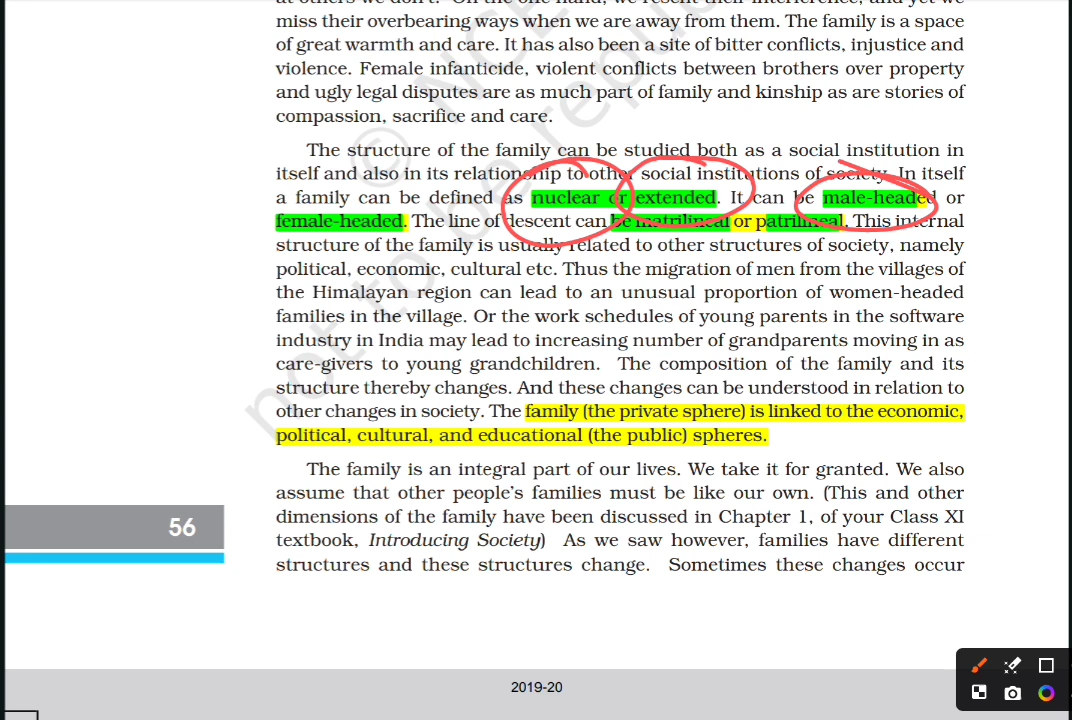 miss their overbearing ways when we are away from them. The family is a space
of great warmth and care. It has also been a site of bitter conflicts, injustice and
violence. Female infanticide, violent conflicts between brothers over property
and ugly legal disputes are as much part of family and kinship as are stories of
compassion, sacrifice and care.
The structure of the family can be studied both as a social institution in
itself and also in its relationship to other social institutions of society. In itself
a family can be defined as nuclear or extended. It can be male-headed or
female-headed. The line of descent can be matrilineal or patrilineal. This internal
structure of the family is usually related to other structures of society, namely
political, economic, cultural etc. Thus the migration of men from the villages of
the Himalayan region can lead to an unusual proportion of women-headed
families in the village. Or the work schedules of young parents in the software
industry in India may lead to increasing number of grandparents moving in as
care-givers to young grandchildren. The composition of the family and its
structure thereby changes. And these changes can be understood in relation to
other changes in society. The family (the private sphere) is linked to the economic,
political, cultural, and educational (the public) spheres.
The family is an integral part of our lives. We take it for granted. We also
assume that other people’s families must be like our own. (This and other
dimensions of the family have been discussed in Chapter 1, of your Class XI
textbook, Introducing Society) As we saw however, families have different
structures and these structures change. Sometimes these changes occur
56
2019-20
not to be